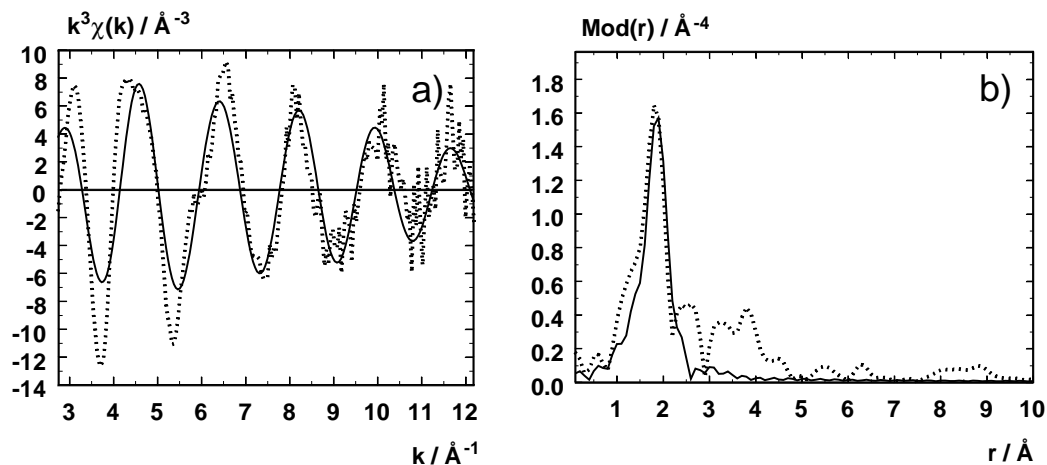 k³χ(k) / Å⁻³
10
8
6
4
2
0
-2
-4
-6
-8
-10
-12
-14
3 4 5 6 7 8 9 10 11 12
k / Å⁻¹
a)
Mod(r) / Å⁻⁴
1.6
1.4
1.2
1.0
0.8
0.6
0.4
0.2
0.0
1 2 3 4 5 6 7 8 9 10
r / Å
b)